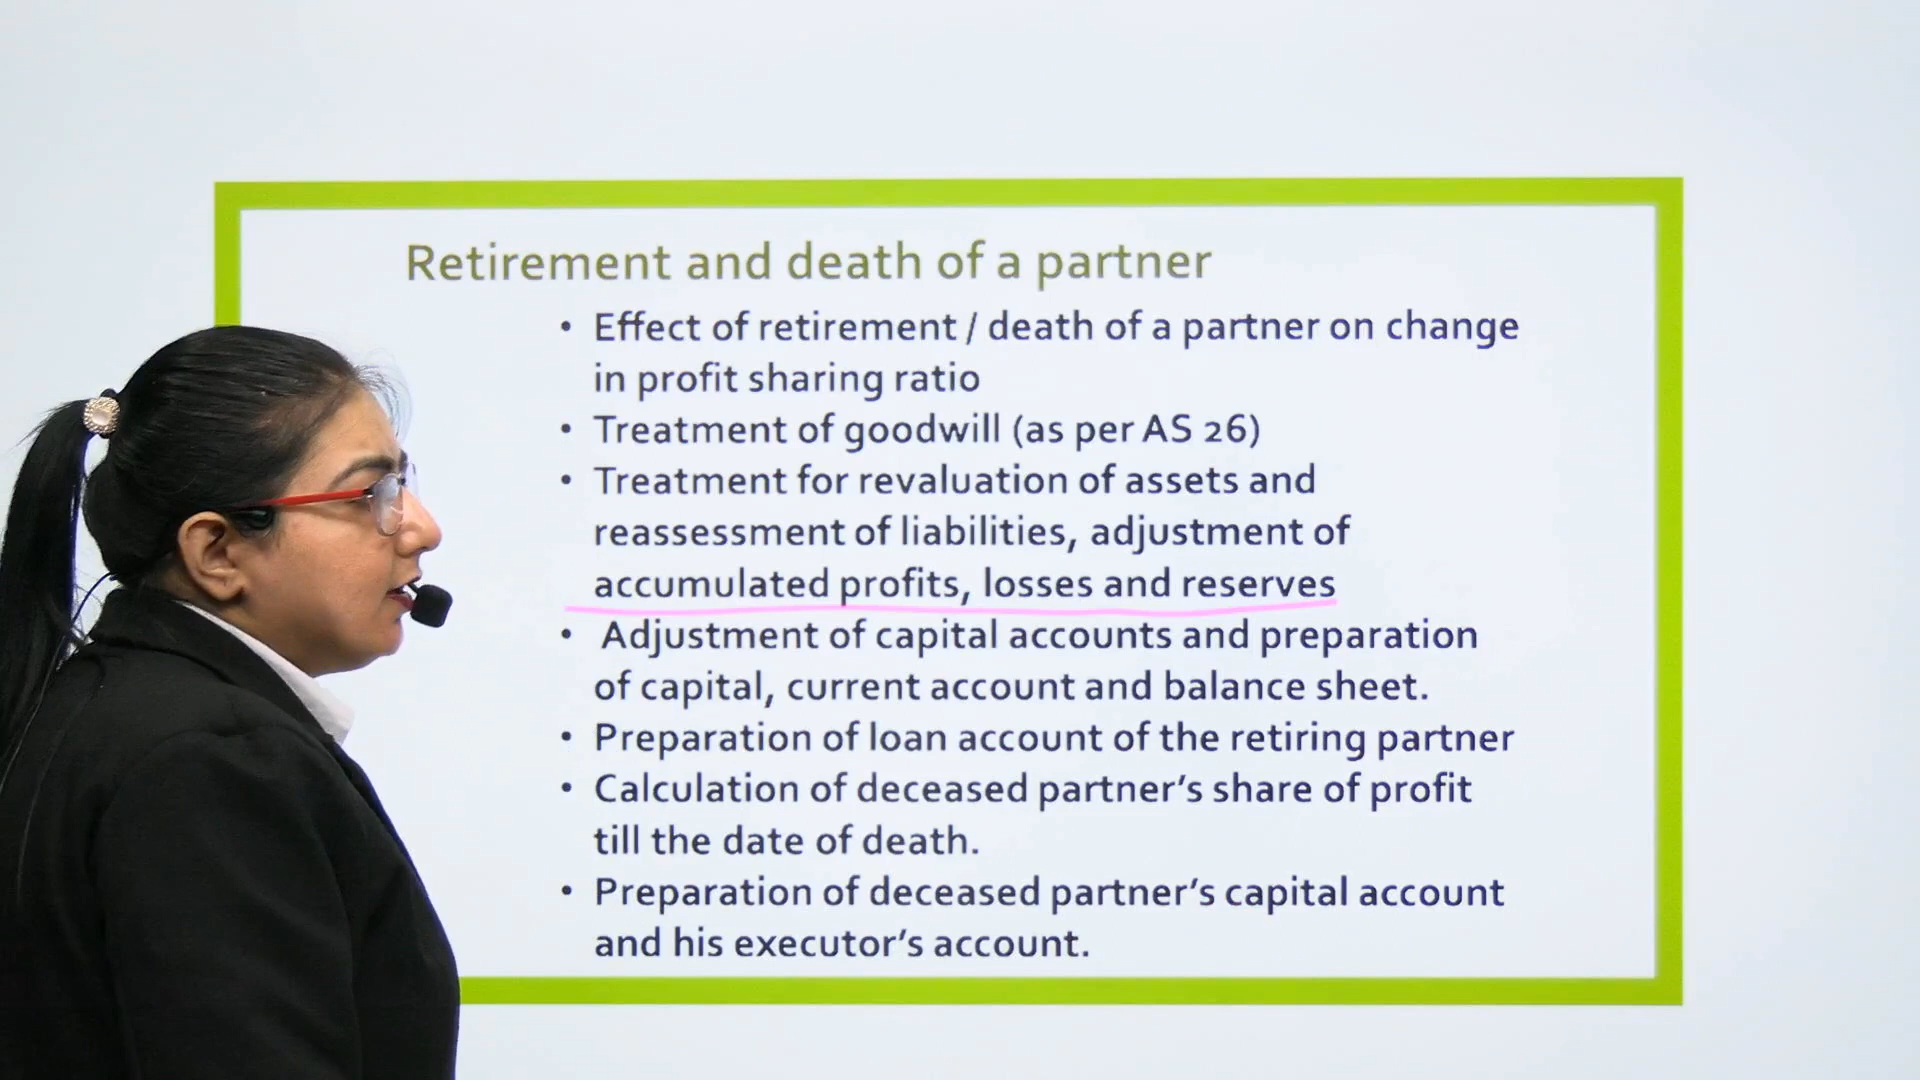 Retirement and death of a partner
• Effect of retirement / death of a partner on change
in profit sharing ratio
• Treatment of goodwill (as per AS 26)
• Treatment for revaluation of assets and
reassessment of liabilities, adjustment of
accumulated profits, losses and reserves
• Adjustment of capital accounts and preparation
of capital, current account and balance sheet.
• Preparation of loan account of the retiring partner
• Calculation of deceased partner’s share of profit
till the date of death.
• Preparation of deceased partner’s capital account
and his executor’s account.